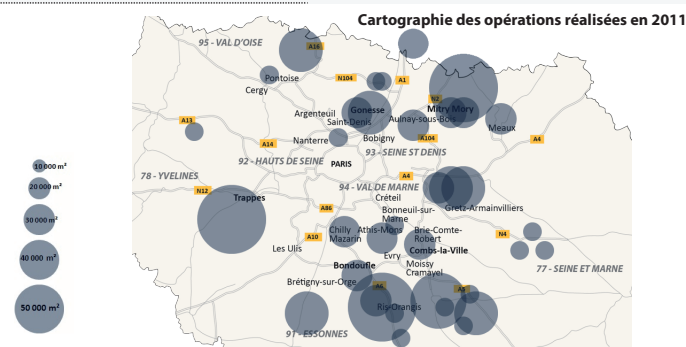 Cartographie des opérations réalisées en 2011
95 - VAL D'OISE
A16
Pontoise
Cergy
N104
A1
N2
Mitry Mory
Gonesse
Argenteuil
Saint-Denis
Aulnay-sous-Bois
Meaux
A13
A14
Nanterre
Bobigny
A104
A4
93 - SEINE ST DENIS
92 - HAUTS DE SEINE
PARIS
78 - YVELINES
A4
N12
94 - VAL DE MARNE
Trappes
Créteil
Gretz-Armainvilliers
A86
Bonneuil-sur-
Marne
A10
Chilly
Mazarin
Athis-Mons
Brie-Comte-
Robert
N4
Les Ulis
Combs-la-Ville
Evry
Moissy
Cramayel
Bondoufle
77 - SEINE ET MARNE
Brétigny-sur-Orge
A6
A5
Ris-Orangis
91 - ESSONNES
10 000 m²
20 000 m²
30 000 m²
40 000 m²
50 000 m²